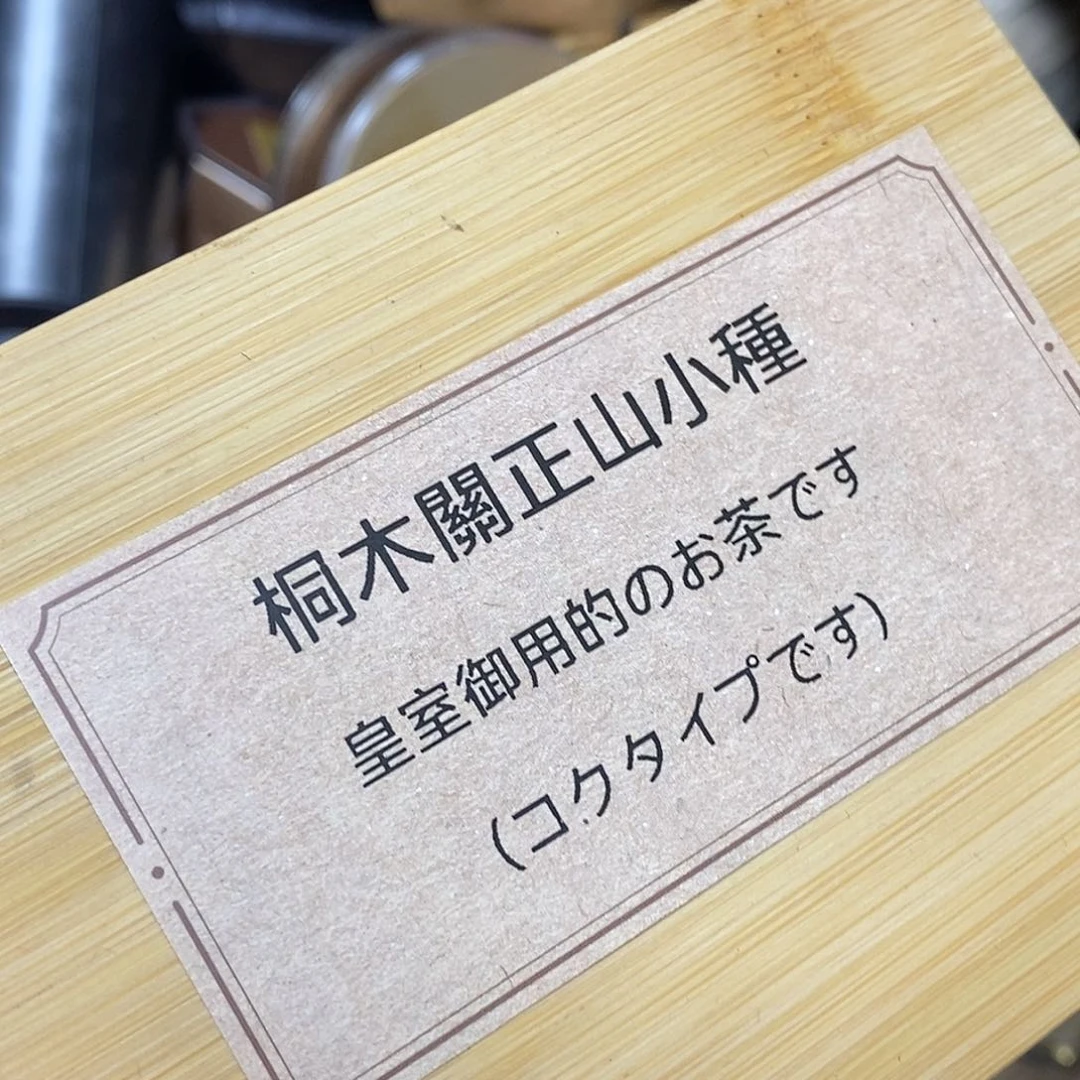 桐木關正山小種
皇室御用的のお茶です
(コクタイプです)